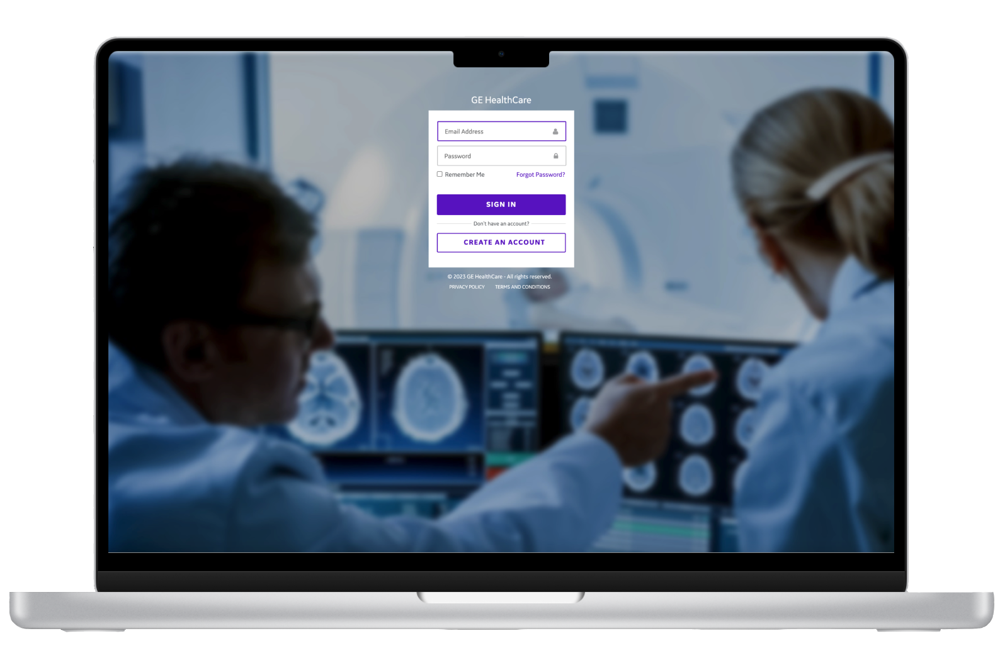 GE HealthCare
Email Address
Password
Remember Me Forgot Password?
SIGN IN
Don't have an account?
CREATE AN ACCOUNT
© 2023 GE HealthCare - All rights reserved.
PRIVACY POLICY TERMS AND CONDITIONS